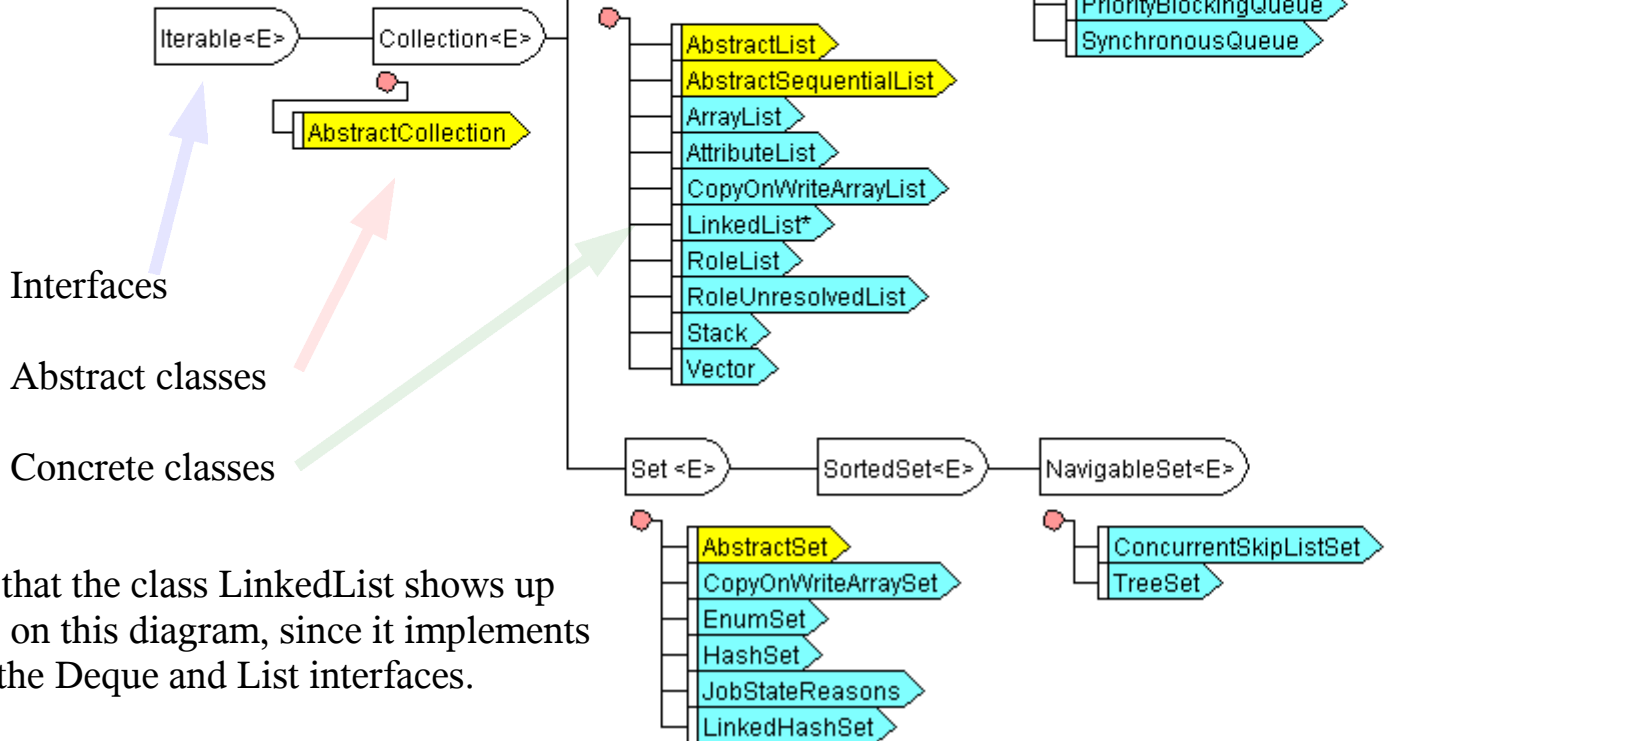 PriorityBlockingQueue
SynchronousQueue
Iterable<E>
Collection<E>
AbstractCollection
AbstractList
AbstractSequentialList
ArrayList
AttributeList
CopyOnWriteArrayList
LinkedList*
RoleList
RoleUnresolvedList
Stack
Vector
Interfaces
Abstract classes
Concrete classes
Set <E>
SortedSet<E>
NavigableSet<E>
AbstractSet
CopyOnWriteArraySet
EnumSet
HashSet
JobStateReasons
LinkedHashSet
ConcurrentSkipListSet
TreeSet
that the class LinkedList shows up
on this diagram, since it implements
the Deque and List interfaces.